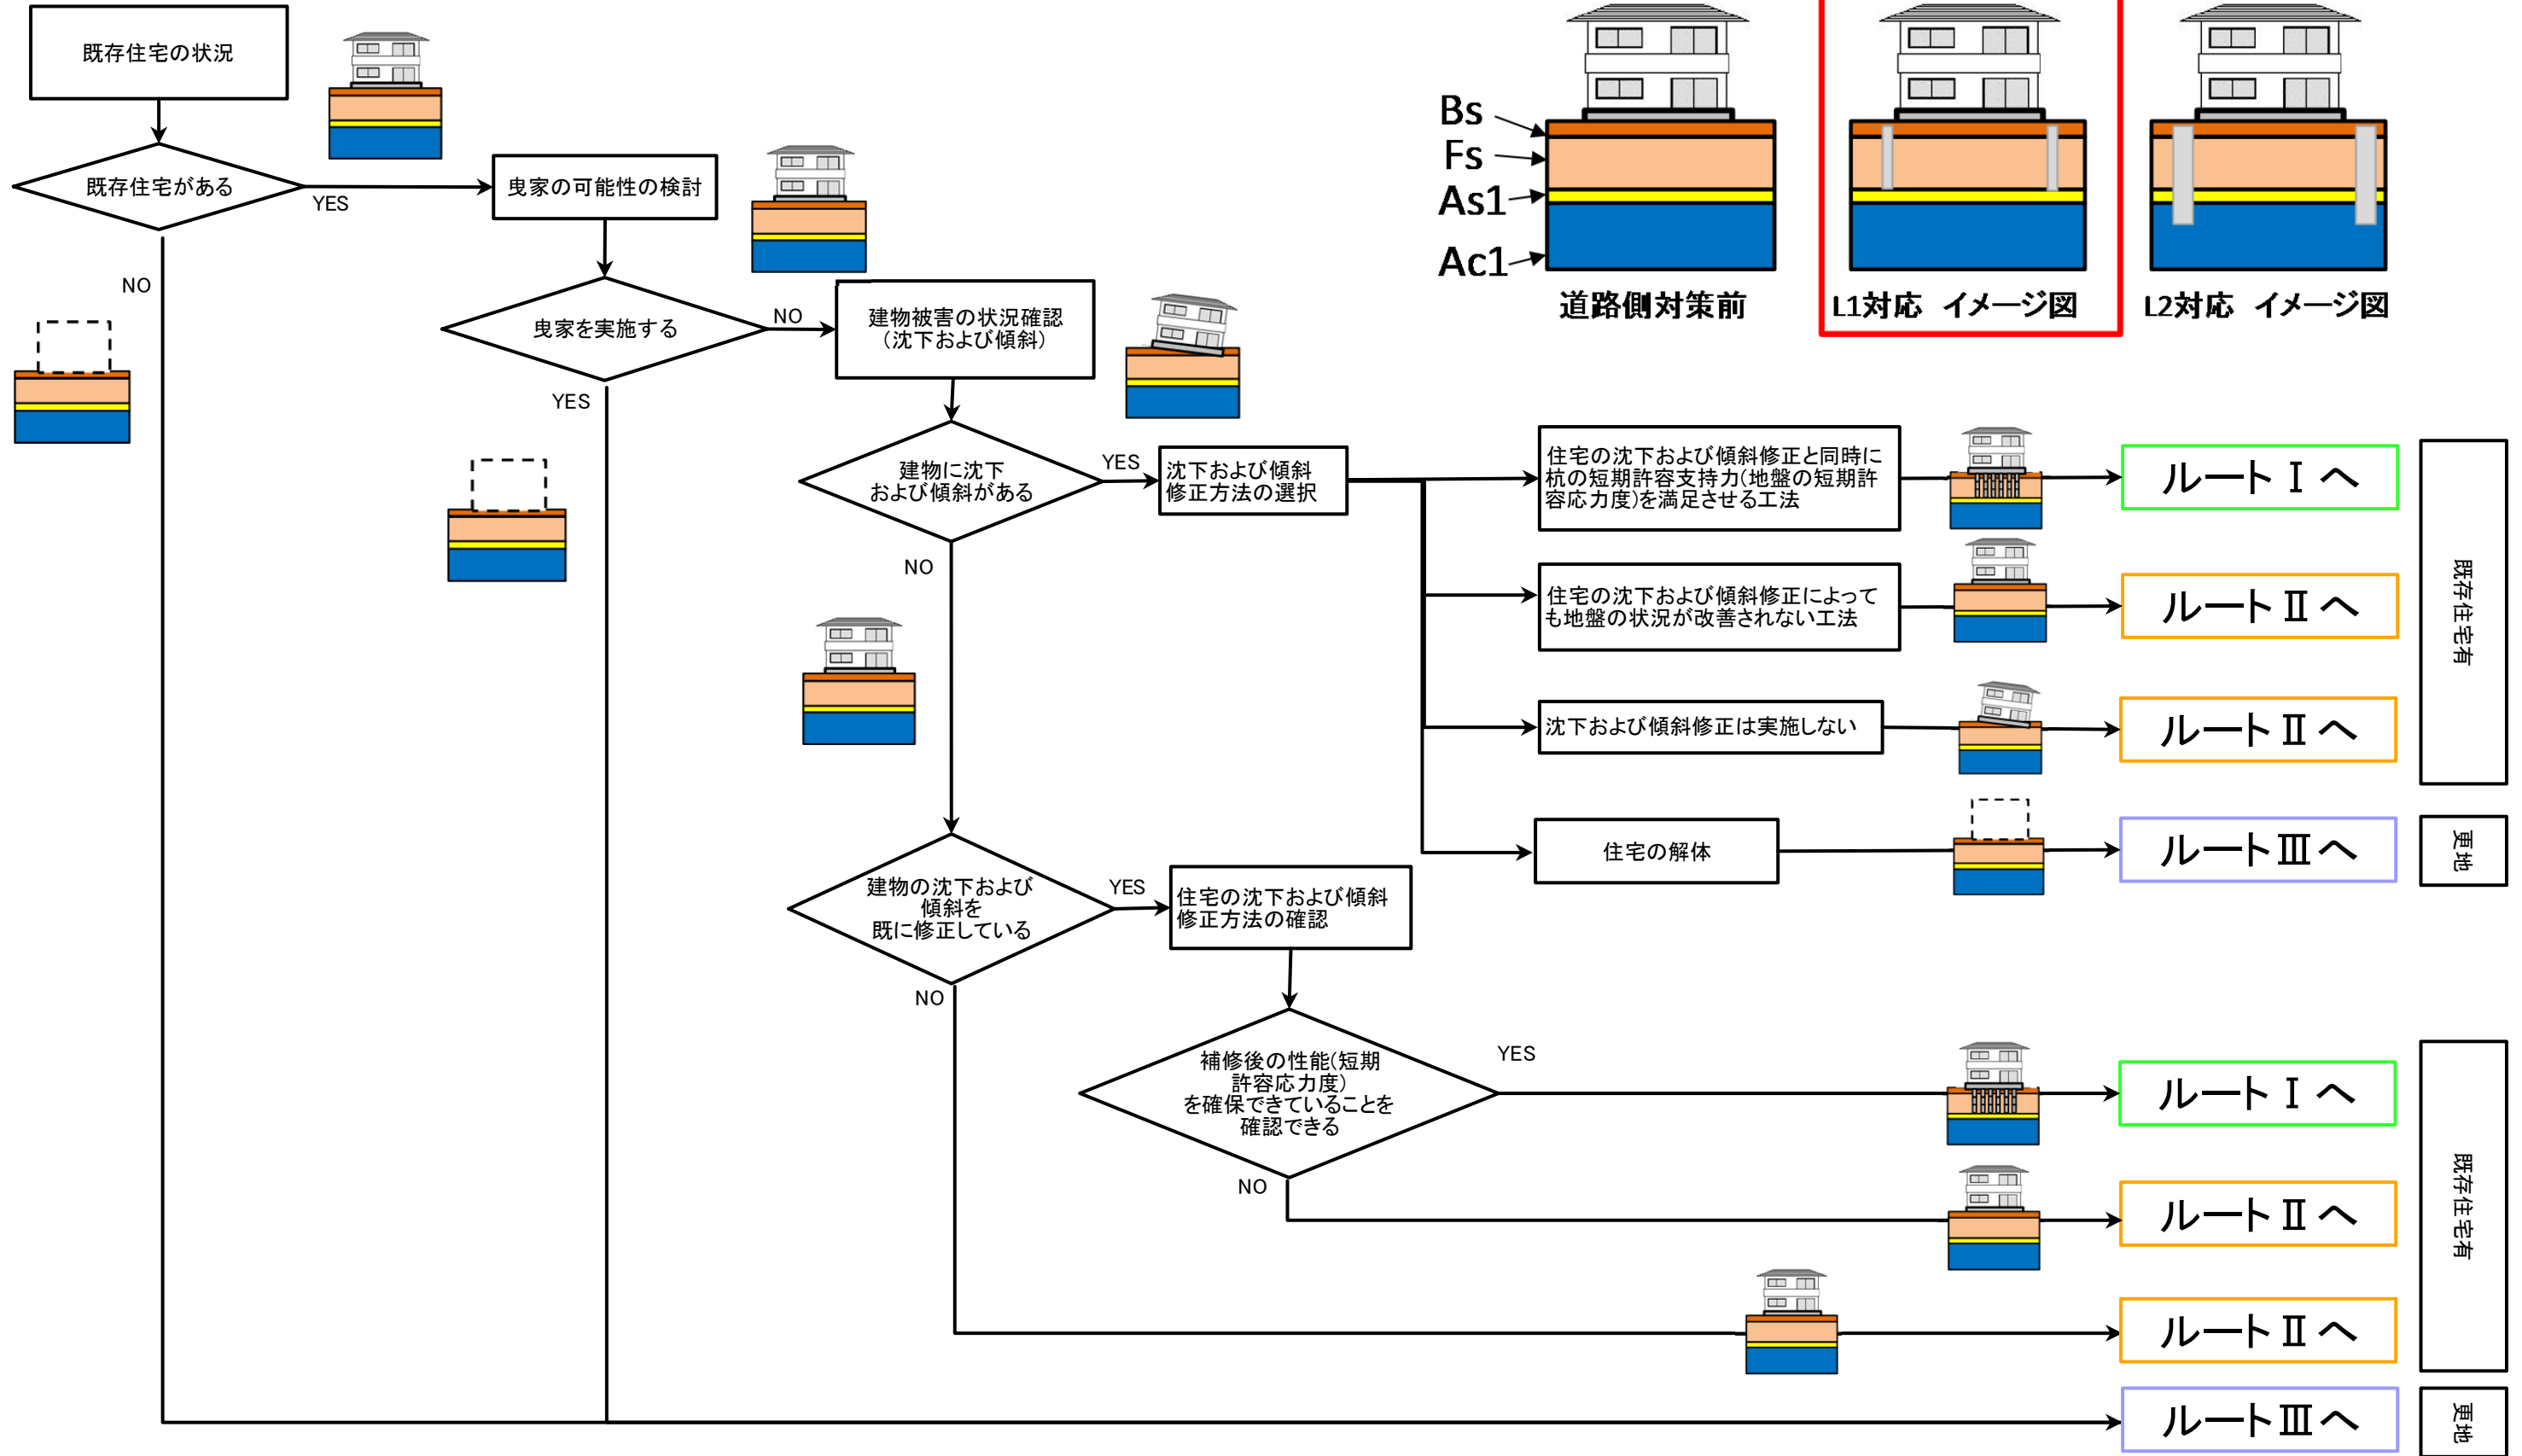 既存住宅の状況
既存住宅がある
YES
NO
曳家の可能性の検討
曳家を実施する
NO
YES
建物被害の状況確認
(沈下および傾斜)
建物に沈下
および傾斜がある
YES
NO
沈下および傾斜
修正方法の選択
Bs
Fs
As1
Ac1
道路側対策前
L1対応 イメージ図
L2対応 イメージ図
住宅の沈下および傾斜修正と同時に
杭の短期許容支持力(地盤の短期許
容応力度)を満足させる工法
ルートⅠへ
住宅の沈下および傾斜修正によって
も地盤の状況が改善されない工法
ルートⅡへ
沈下および傾斜修正は実施しない
ルートⅡへ
既存住宅有
住宅の解体
ルートⅢへ
更地
建物の沈下および
傾斜を
既に修正している
YES
NO
住宅の沈下および傾斜
修正方法の確認
補修後の性能(短期
許容応力度)
を確保できていることを
確認できる
YES
NO
ルートⅠへ
ルートⅡへ
ルートⅡへ
既存住宅有
ルートⅢへ
更地